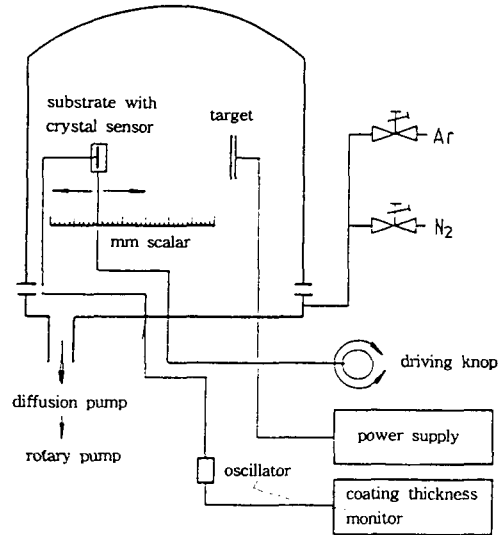 substrate with
crystal sensor
target
Ar
mm scalar
N2
driving knop
diffusion pump
power supply
rotary pump
oscillator
coating thickness
monitor